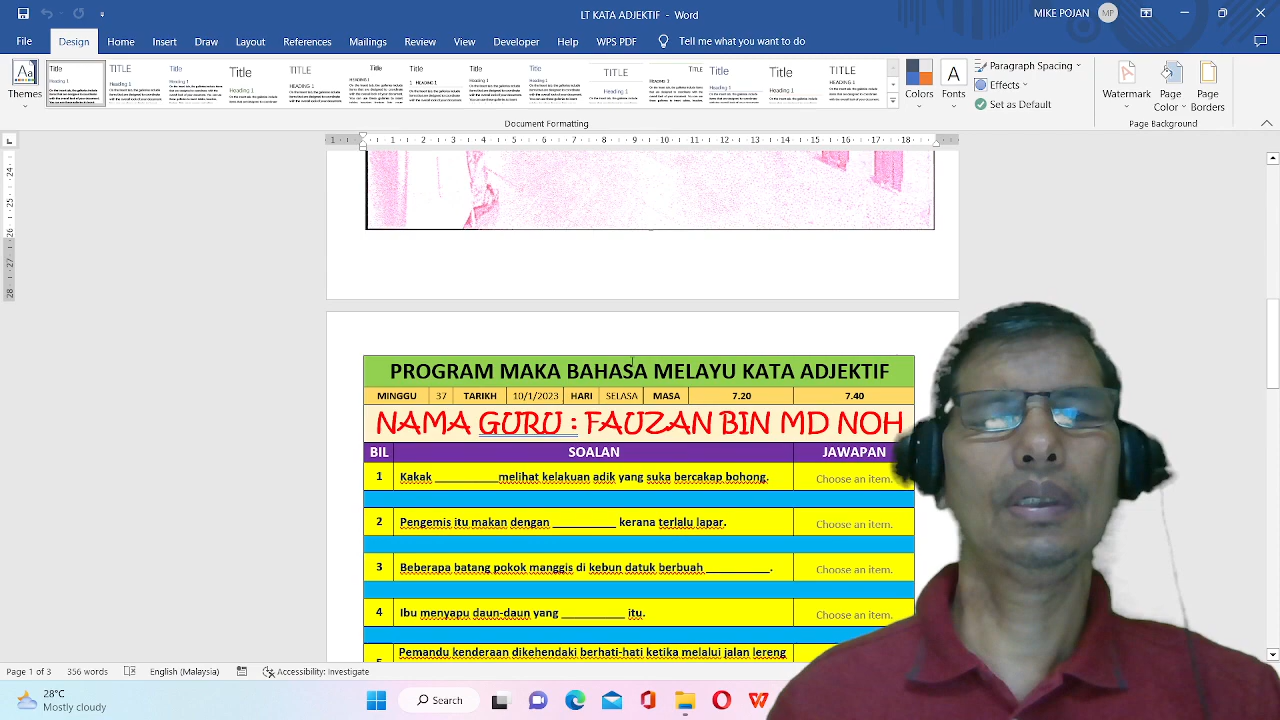 LT KATA ADJEKTIF - Word
MIKE POJAN MP
File Design Home Insert Draw Layout References Mailings Review View Developer Help WPS PDF Tell me what you want to do
Themes
Document Formatting
Colors
Fonts
Paragraph Spacing
Effects
Set as Default
Watermark
Page Color
Page Borders
Page Background
PROGRAM MAKA BAHASA MELAYU KATA ADJEKTIF
MINGGU 37 TARIKH 10/1/2023 HARI SELASA MASA 7.20 7.40
NAMA GURU : FAUZAN BIN MD NOH
BIL SOALAN JAWAPAN
1 Kakak __________ melihat kelakuan adik yang suka bercakap bohong. Choose an item.
2 Pengemis itu makan dengan __________ kerana terlalu lapar. Choose an item.
3 Beberapa batang pokok manggis di kebun datuk berbuah __________. Choose an item.
4 Ibu menyapu daun-daun yang __________ itu. Choose an item.
Pemandu kenderaan dikehendaki berhati-hati ketika melalui jalan lereng
Page 1 of 3 356 words English (Malaysia) Accessibility: Investigate
28°C
Mostly cloudy
Search